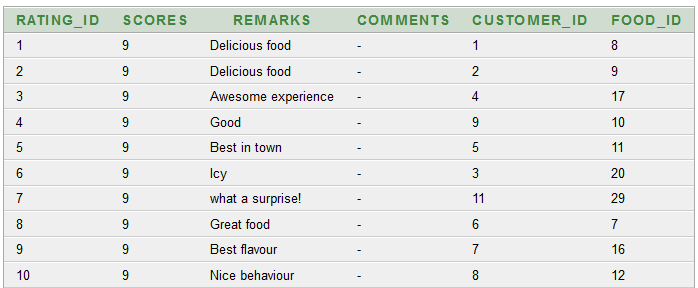 RATING_ID SCORES REMARKS COMMENTS CUSTOMER_ID FOOD_ID
1 9 Delicious food - 1 8
2 9 Delicious food - 2 9
3 9 Awesome experience - 4 17
4 9 Good - 9 10
5 9 Best in town - 5 11
6 9 Icy - 3 20
7 9 what a surprise! - 11 29
8 9 Great food - 6 7
9 9 Best flavour - 7 16
10 9 Nice behaviour - 8 12